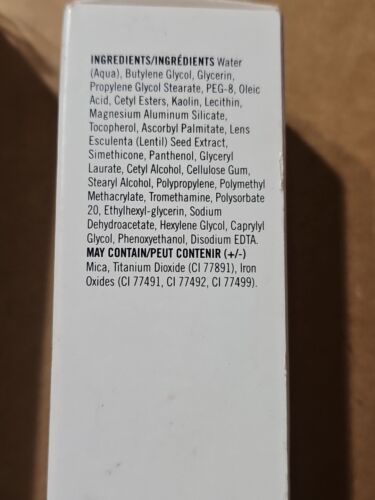 INGREDIENTS/INGRÉDIENTS Water
(Aqua), Butylene Glycol, Glycerin,
Propylene Glycol Stearate, PEG-8, Oleic
Acid, Cetyl Esters, Kaolin, Lecithin,
Magnesium Aluminum Silicate,
Tocopherol, Ascorbyl Palmitate, Lens
Esculenta (Lentil) Seed Extract,
Simethicone, Panthenol, Glyceryl
Laurate, Cetyl Alcohol, Cellulose Gum,
Stearyl Alcohol, Polypropylene, Polymethyl
Methacrylate, Tromethamine, Polysorbate
20, Ethylhexyl-glycerin, Sodium
Dehydroacetate, Hexylene Glycol, Caprylyl
Glycol, Phenoxyethanol, Disodium EDTA.
MAY CONTAIN/PEUT CONTENIR (+/-)
Mica, Titanium Dioxide (CI 77891), Iron
Oxides (CI 77491, CI 77492, CI 77499).